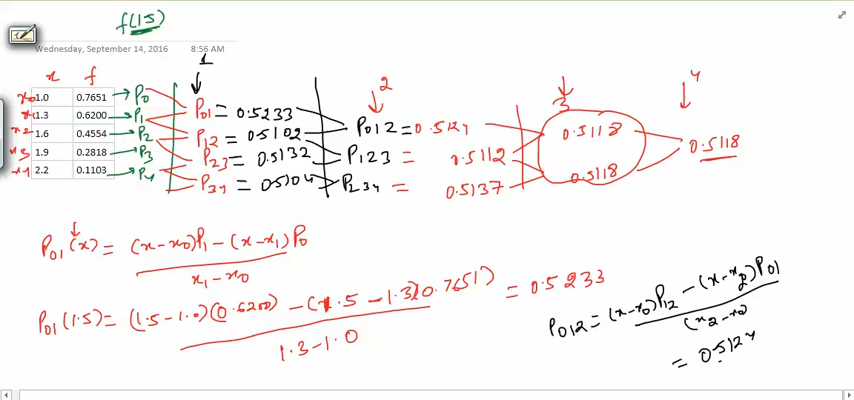 f(1.5)
Wednesday, September 14, 2016 8:56 AM
1
2
3
4
x f
x0 1.0 0.7651 P0
x1 1.3 0.6200 P1
x2 1.6 0.4554 P2
x3 1.9 0.2818 P3
x4 2.2 0.1103 P4
P01 = 0.5233
P12 = 0.5102
P23 = 0.5132
P34 = 0.5104
P012 = 0.5124
P123 = 0.5112
P234 = 0.5137
0.5118
0.5118
0.5118
P01(x) = (x-x0)P1 - (x-x1)P0
x1-x0
P01(1.5) = (1.5-1.0)(0.6200) - (1.5-1.3)(0.7651) = 0.5233
1.3-1.0
P012 = (x-x0)P12 - (x-x2)P01
(x2-x0
= 0.5124